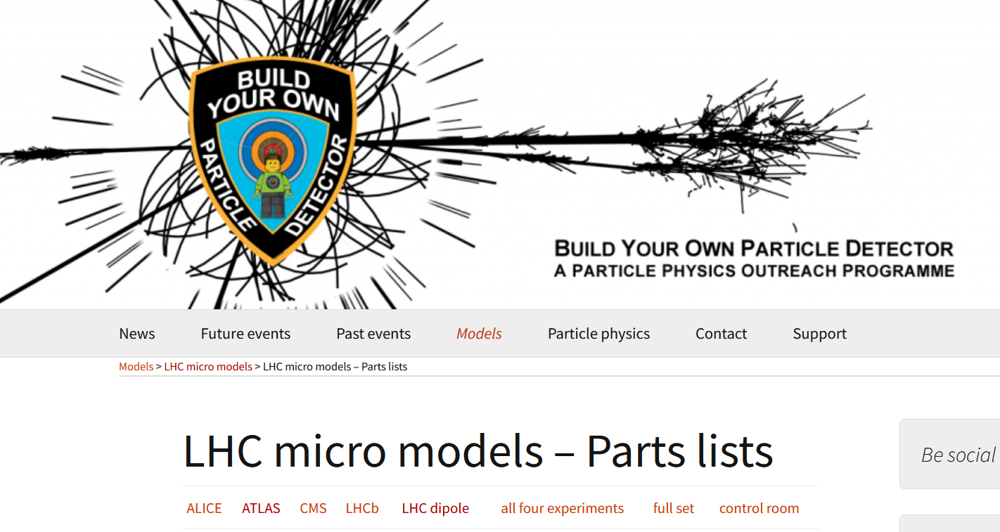 BUILD
YOUR OWN
PARTICLE
DETECTOR
BUILD YOUR OWN PARTICLE DETECTOR
A PARTICLE PHYSICS OUTREACH PROGRAMME
News Future events Past events Models Particle physics Contact Support
Models > LHC micro models > LHC micro models – Parts lists
LHC micro models – Parts lists
Be social
ALICE ATLAS CMS LHCb LHC dipole all four experiments full set control room